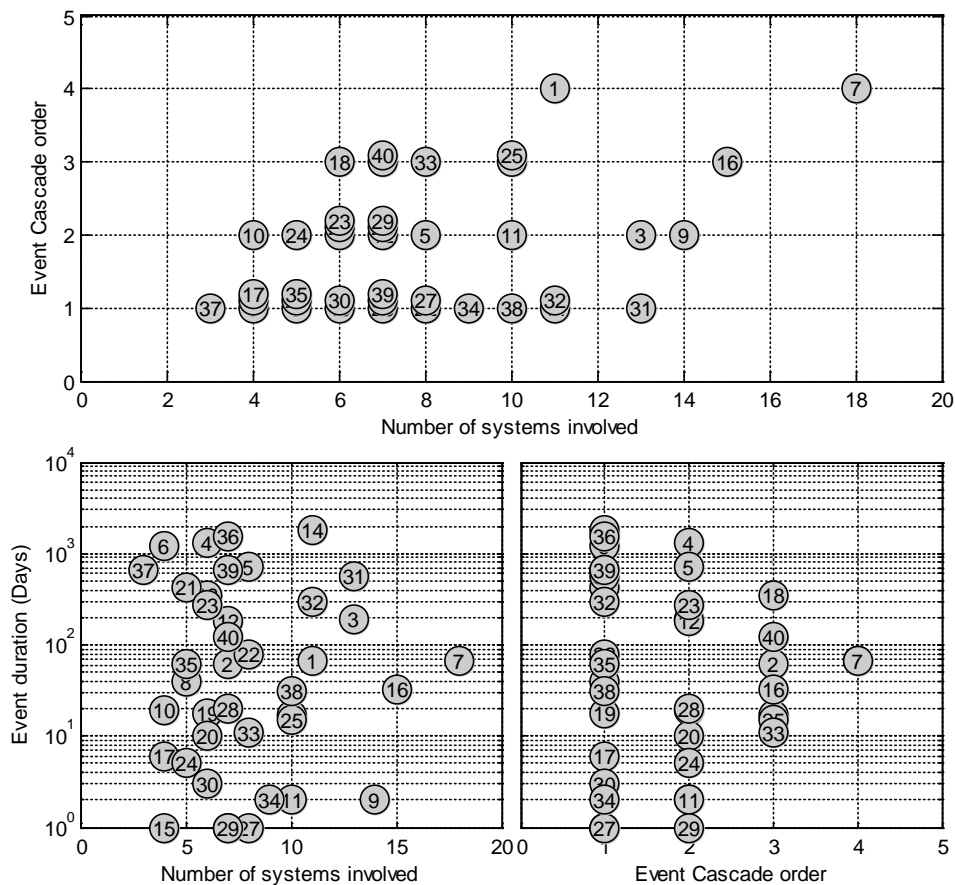 5
4
3
2
1
0
Event Cascade order
1 7
18 40 33 25 16
10 24 23 29 5 11 3 9
37 17 35 30 39 27 34 38 32 31
0 2 4 6 8 10 12 14 16 18 20
Number of systems involved
10^4
10^3
10^2
10^1
10^0
Event duration (Days)
6 4 36 14
37 21 23 39 5 32 31 3
12 40 22
35 8 2 1 7
10 19 28 38 25 16
20 33
17 24 30
34 11 9
15 29 27
5 10 15 20
Number of systems involved
36 4
39 5
32 23 12 18
40
35 2 7
38 16
19 28 25
20 33
17 24
30
34 11
27 29
0 1 2 3 4 5
Event Cascade order